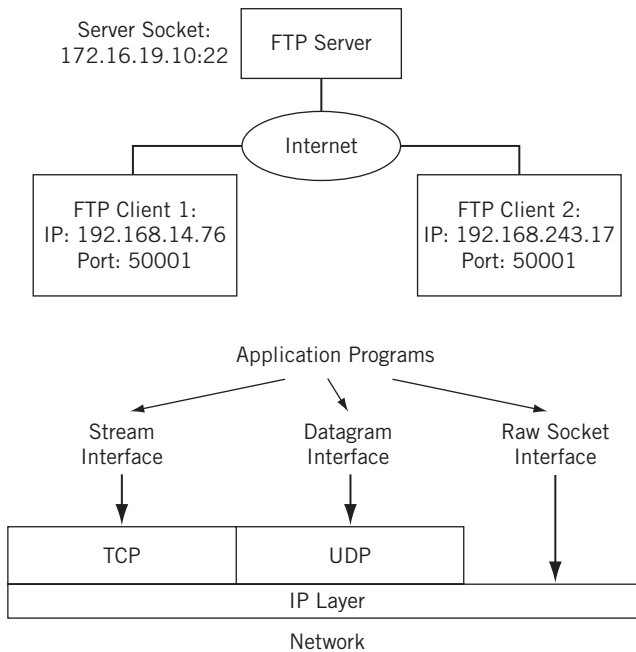 Server Socket:
172.16.19.10:22
FTP Server
Internet
FTP Client 1:
IP: 192.168.14.76
Port: 50001
FTP Client 2:
IP: 192.168.243.17
Port: 50001
Application Programs
Stream
Interface
Datagram
Interface
Raw Socket
Interface
TCP
UDP
IP Layer
Network